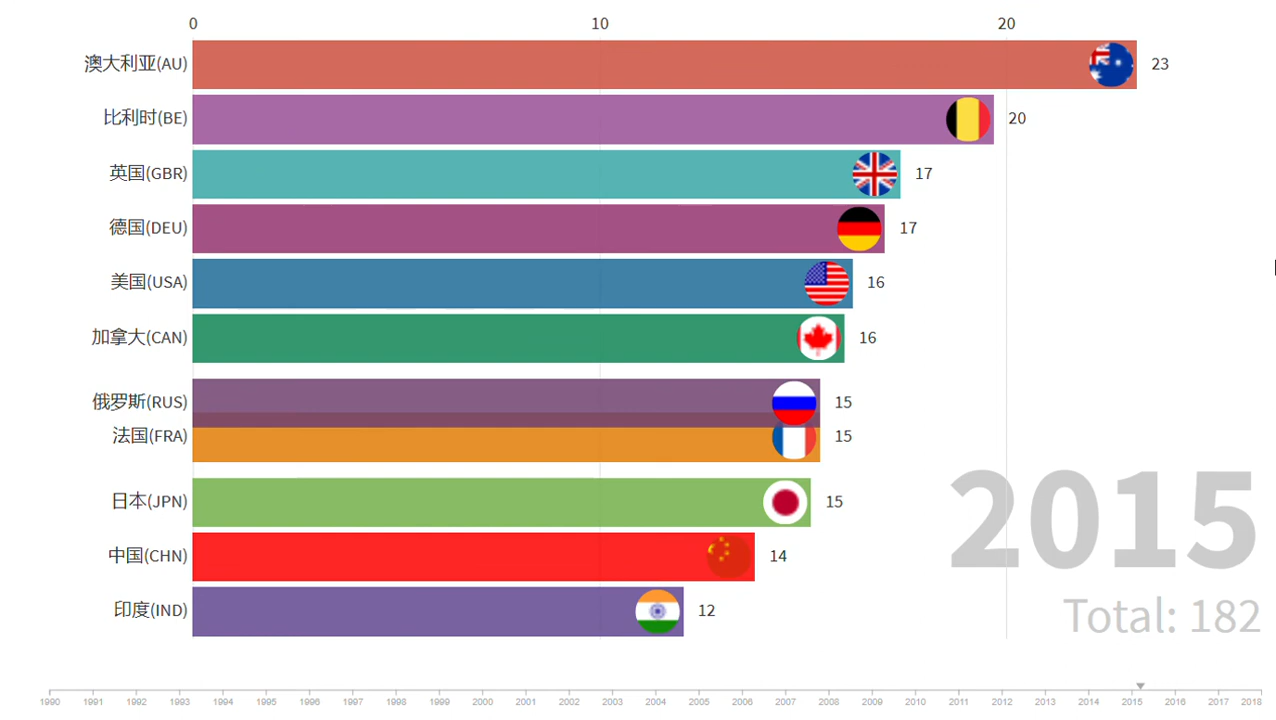 0 10 20
澳大利亚(AU) 23
比利时(BE) 20
英国(GBR) 17
德国(DEU) 17
美国(USA) 16
加拿大(CAN) 16
俄罗斯(RUS) 15
法国(FRA) 15
日本(JPN) 15
中国(CHN) 14
印度(IND) 12
2015
Total: 182
1990 1991 1992 1993 1994 1995 1996 1997 1998 1999 2000 2001 2002 2003 2004 2005 2006 2007 2008 2009 2010 2011 2012 2013 2014 2015 2016 2017 2018